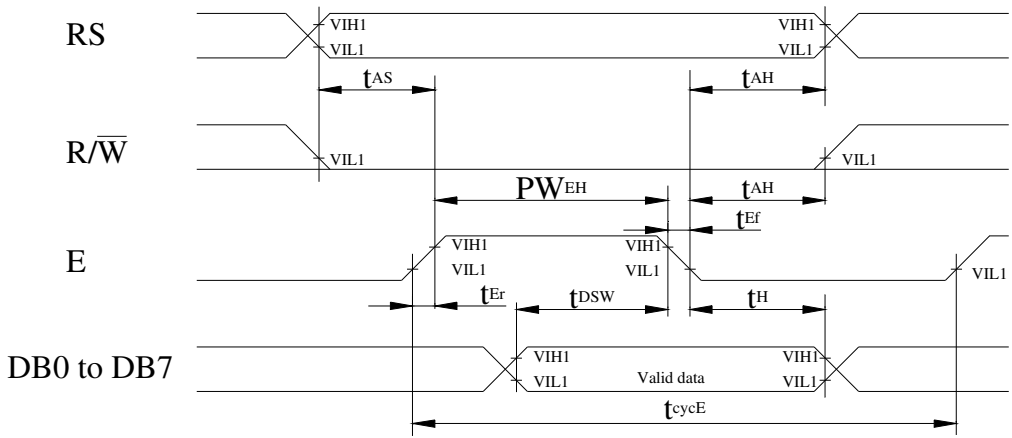 RS
VIH1
VIL1
VIH1
VIL1
tAS
tAH
R/W̅
VIL1
VIL1
PWEH
tAH
tEf
E
VIH1
VIL1
VIH1
VIL1
VIL1
tEr
tDSW
tH
DB0 to DB7
VIH1
VIL1
Valid data
VIH1
VIL1
tcycE